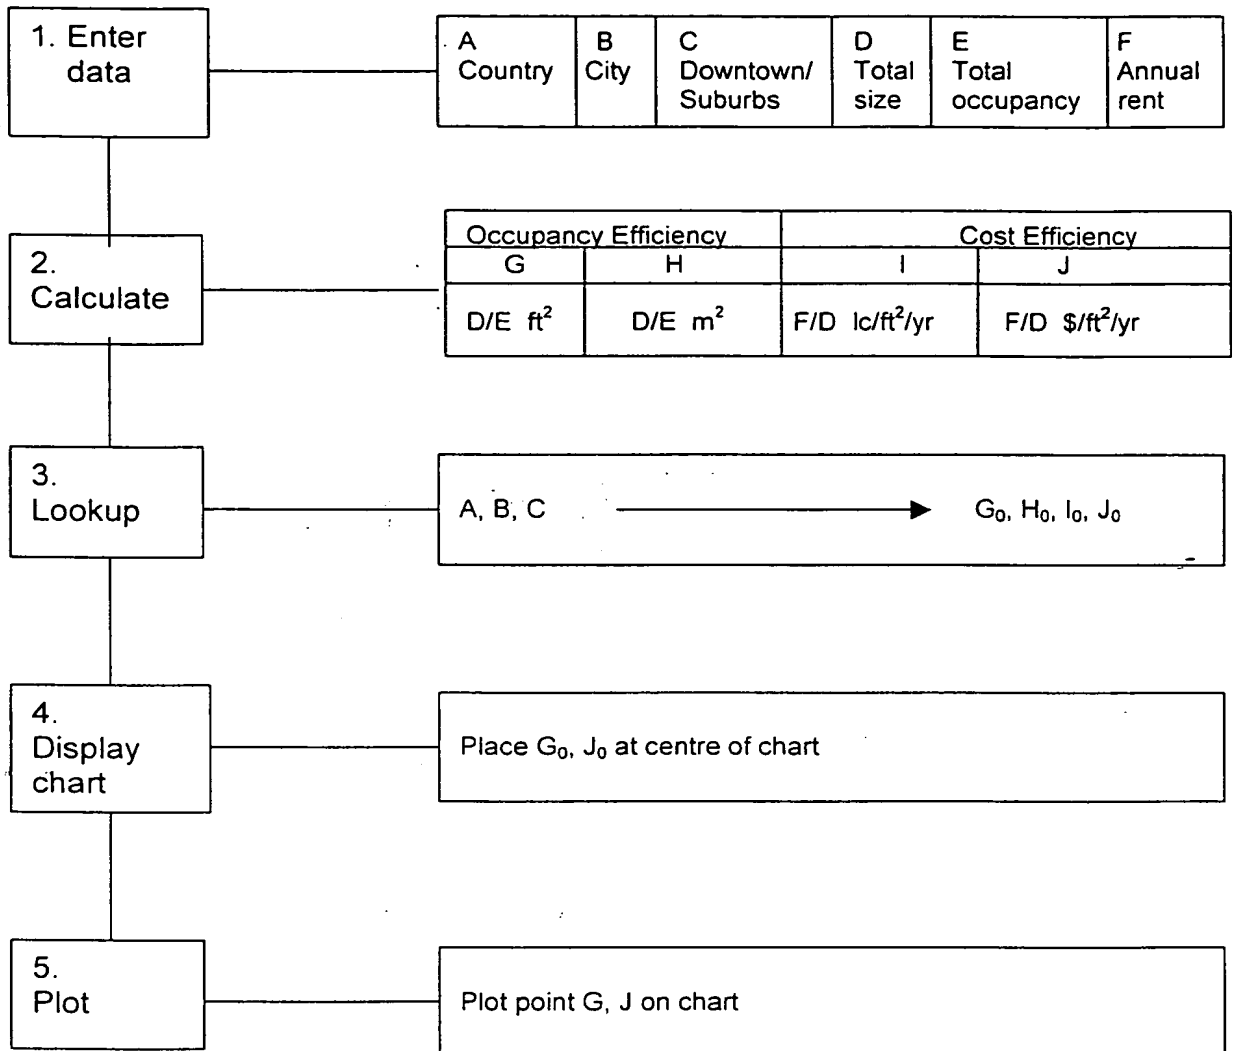 1. Enter
data
A B C D E F
Country City Downtown/ Total Total Annual
Suburbs size occupancy rent
2.
Calculate
Occupancy Efficiency Cost Efficiency
G H I J
D/E ft² D/E m² F/D lc/ft²/yr F/D $/ft²/yr
3.
Lookup
A, B, C G₀, H₀, I₀, J₀
4.
Display
chart
Place G₀, J₀ at centre of chart
5.
Plot
Plot point G, J on chart